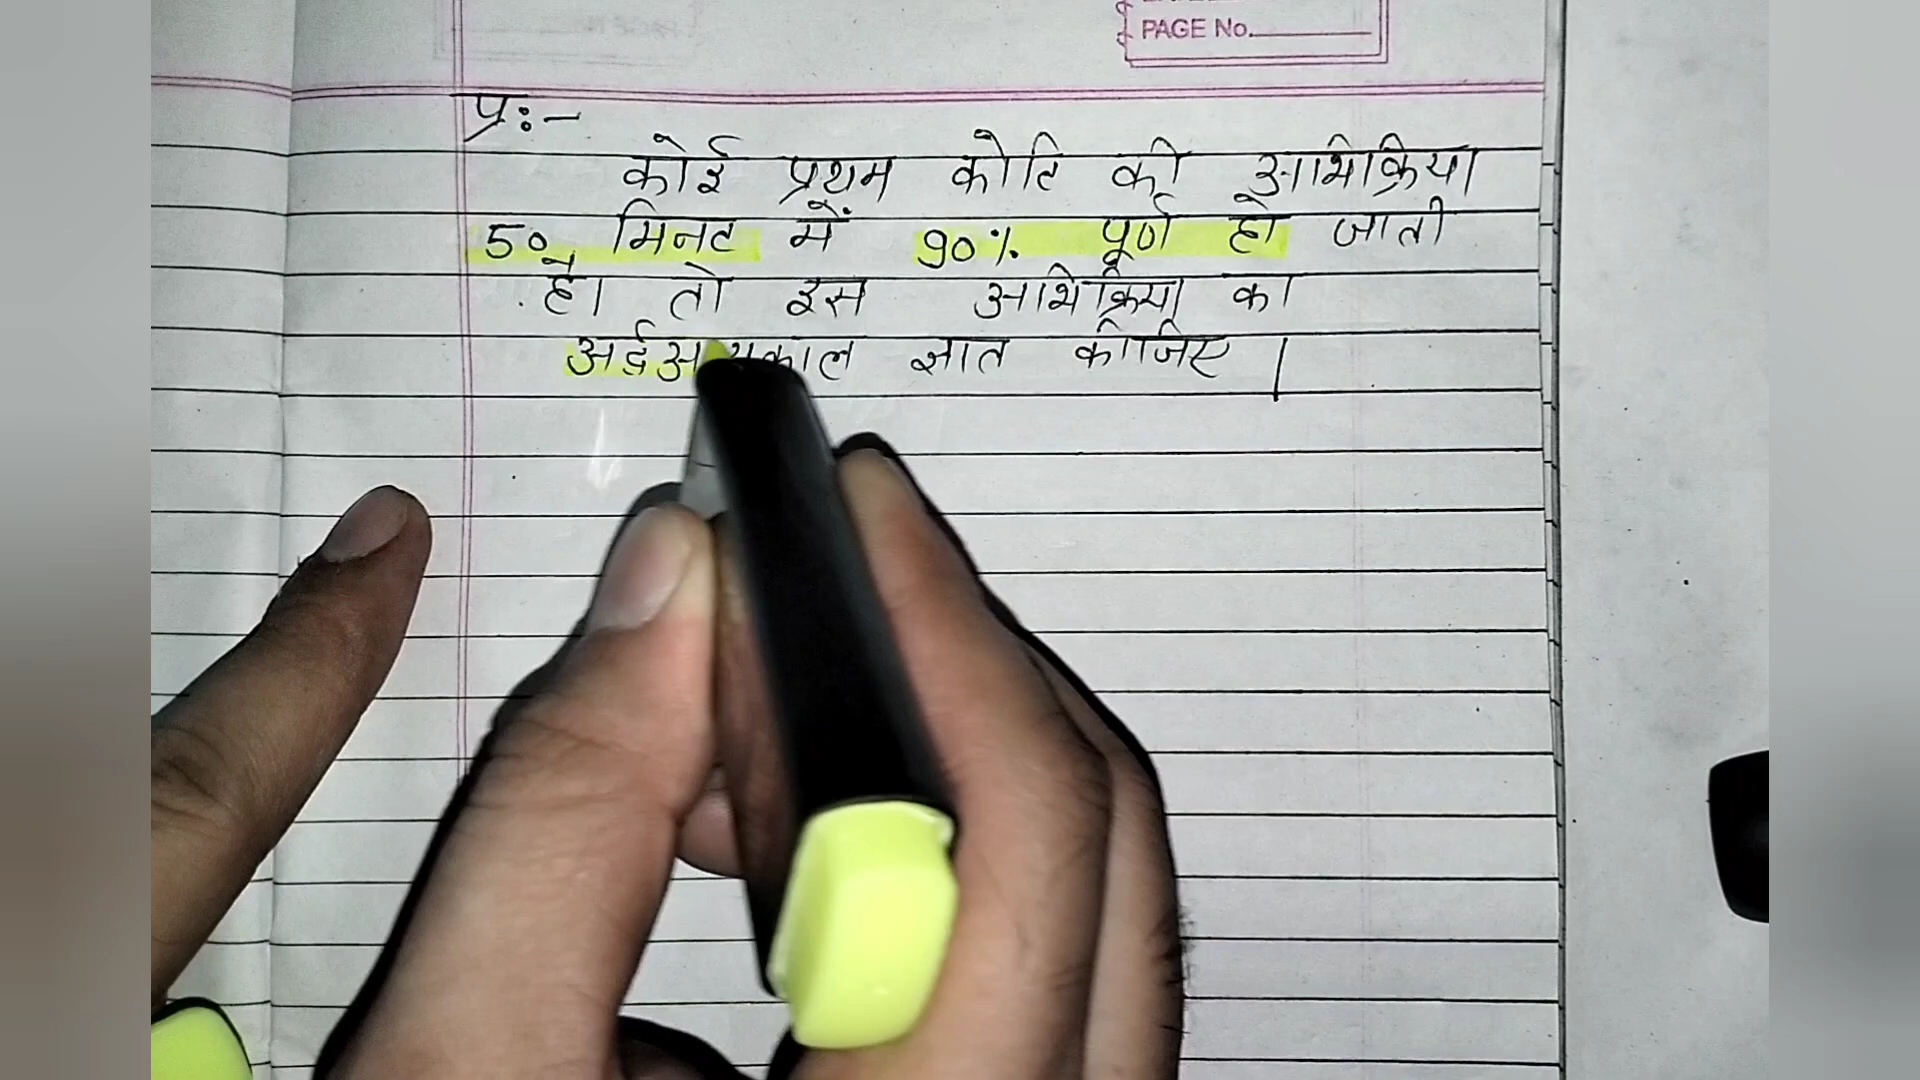 PAGE No.
प्र:-
कोई प्रथम कोटि की अभिक्रिया
50 मिनट में 90% पूर्ण हो जाती
है। तो इस अभिक्रिया का
ज्ञात कीजिए |